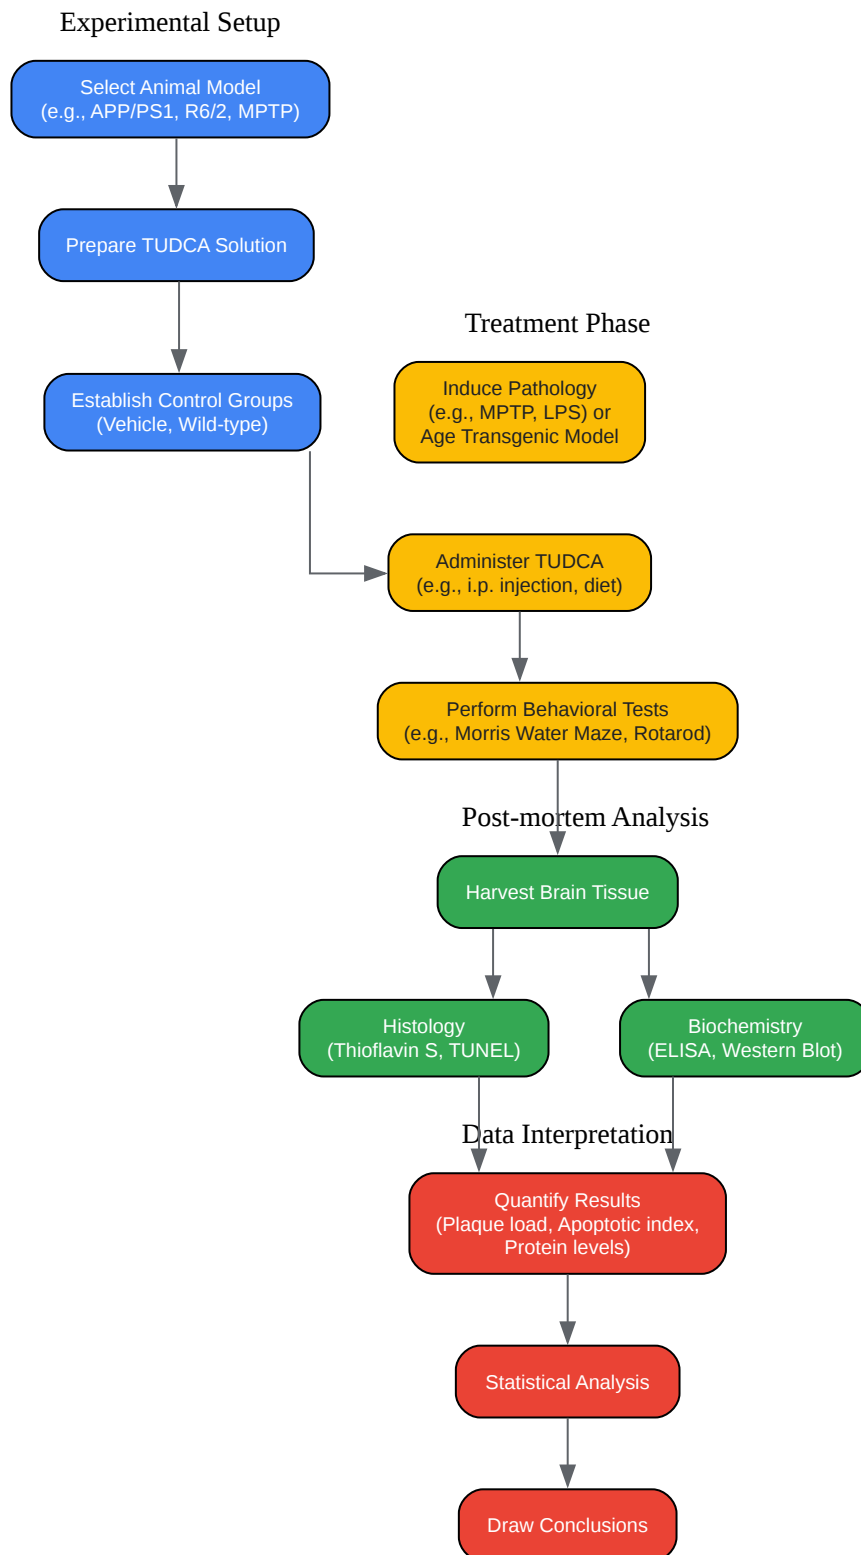 Experimental Setup
Select Animal Model
(e.g., APP/PS1, R6/2, MPTP)
Prepare TUDCA Solution
Establish Control Groups
(Vehicle, Wild-type)
Treatment Phase
Induce Pathology
(e.g., MPTP, LPS) or
Age Transgenic Model
Administer TUDCA
(e.g., i.p. injection, diet)
Perform Behavioral Tests
(e.g., Morris Water Maze, Rotarod)
Post-mortem Analysis
Harvest Brain Tissue
Histology
(Thioflavin S, TUNEL)
Biochemistry
(ELISA, Western Blot)
Data Interpretation
Quantify Results
(Plaque load, Apoptotic index,
Protein levels)
Statistical Analysis
Draw Conclusions